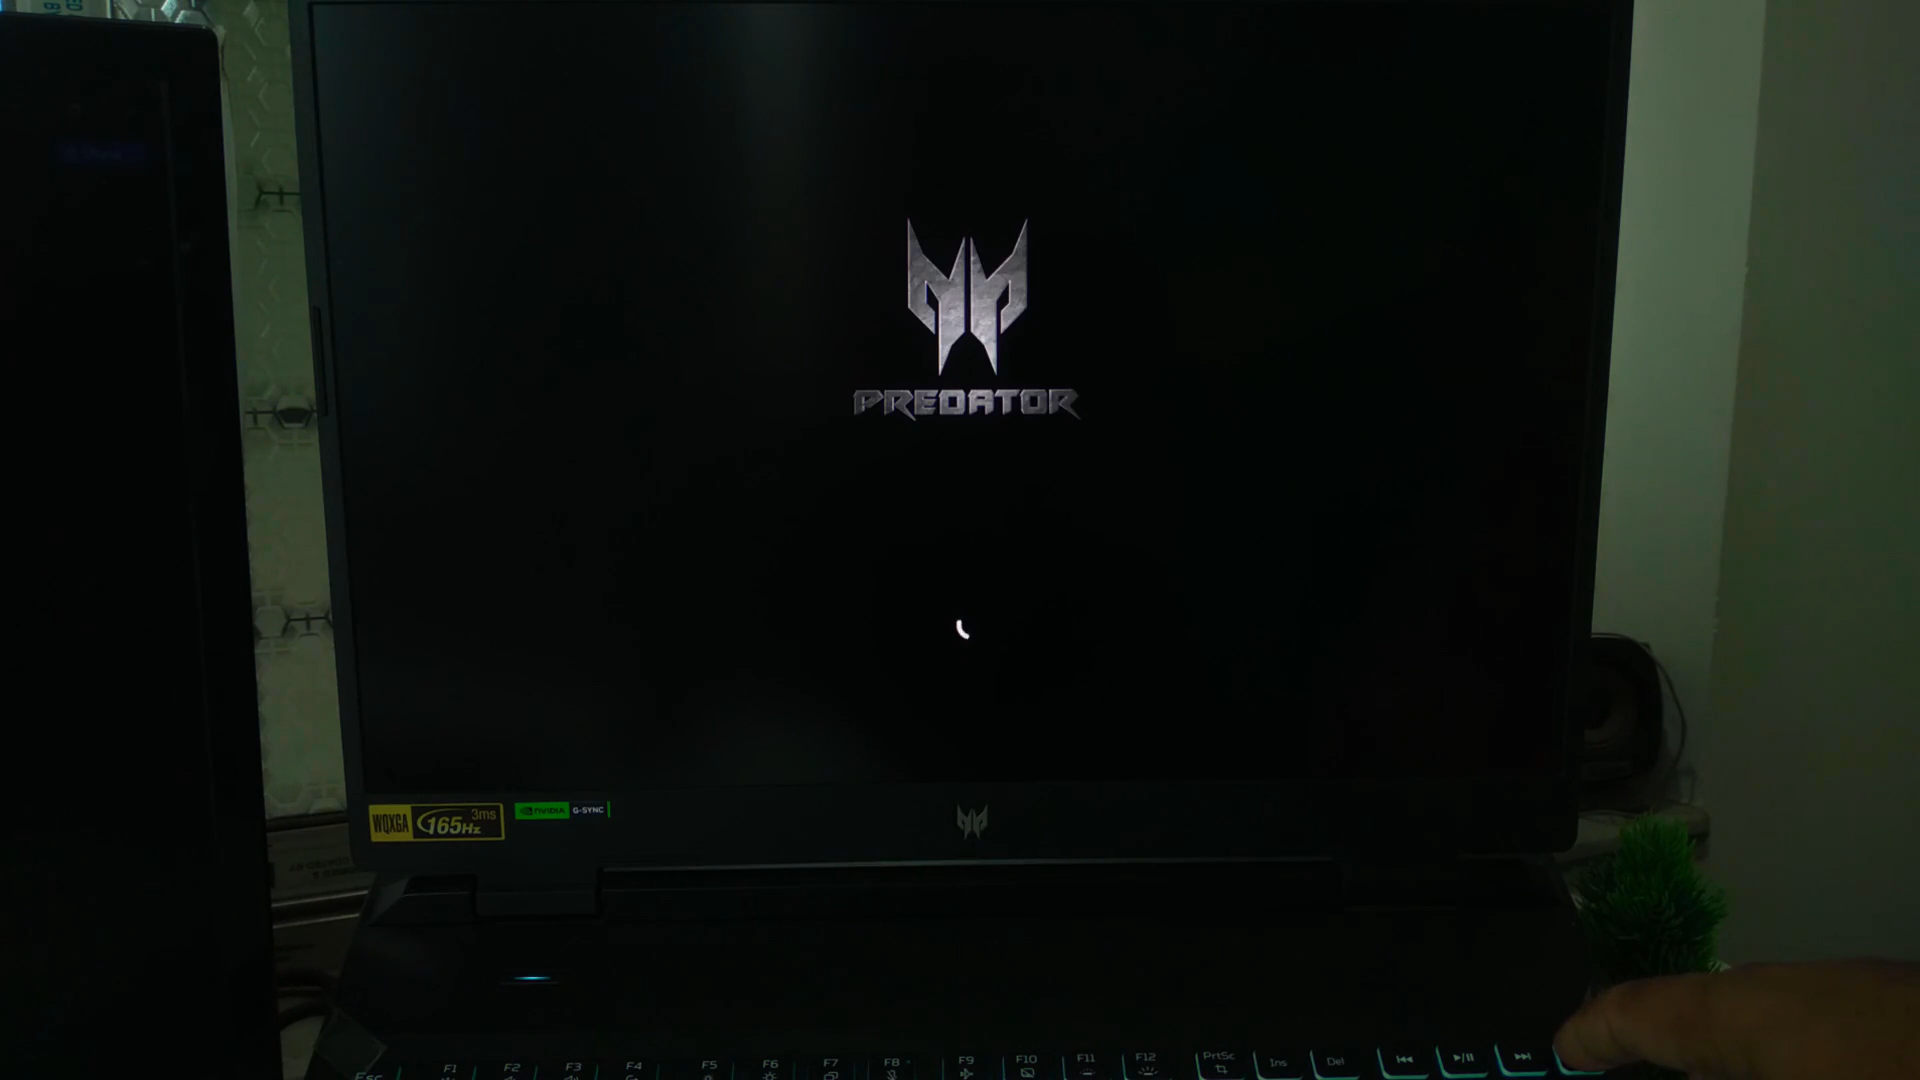 PREDATOR
WQXGA 165Hz 3ms
NVIDIA G-SYNC
Esc F1 F2 F3 F4 F5 F6 F7 F8 F9 F10 F11 F12 PrtSc Ins Del